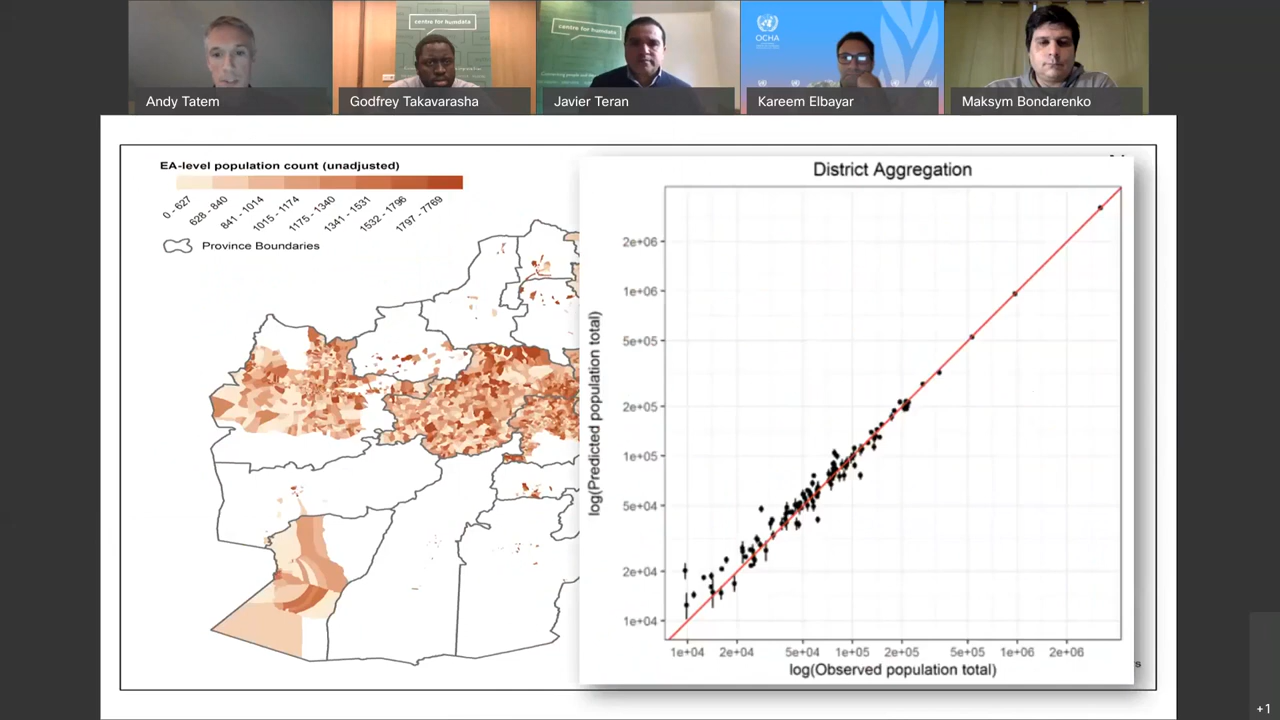 centre for humdata
centre for humdata
OCHA
Andy Tatem
Godfrey Takavarasha
Javier Teran
Kareem Elbayar
Maksym Bondarenko
EA-level population count (unadjusted)
0 - 627
628 - 840
841 - 1014
1015 - 1174
1175 - 1340
1341 - 1531
1532 - 1796
1797 - 7769
Province Boundaries
District Aggregation
log(Predicted population total)
2e+06
1e+06
5e+05
2e+05
1e+05
5e+04
2e+04
1e+04
1e+04 2e+04 5e+04 1e+05 2e+05 5e+05 1e+06 2e+06
log(Observed population total)
+1